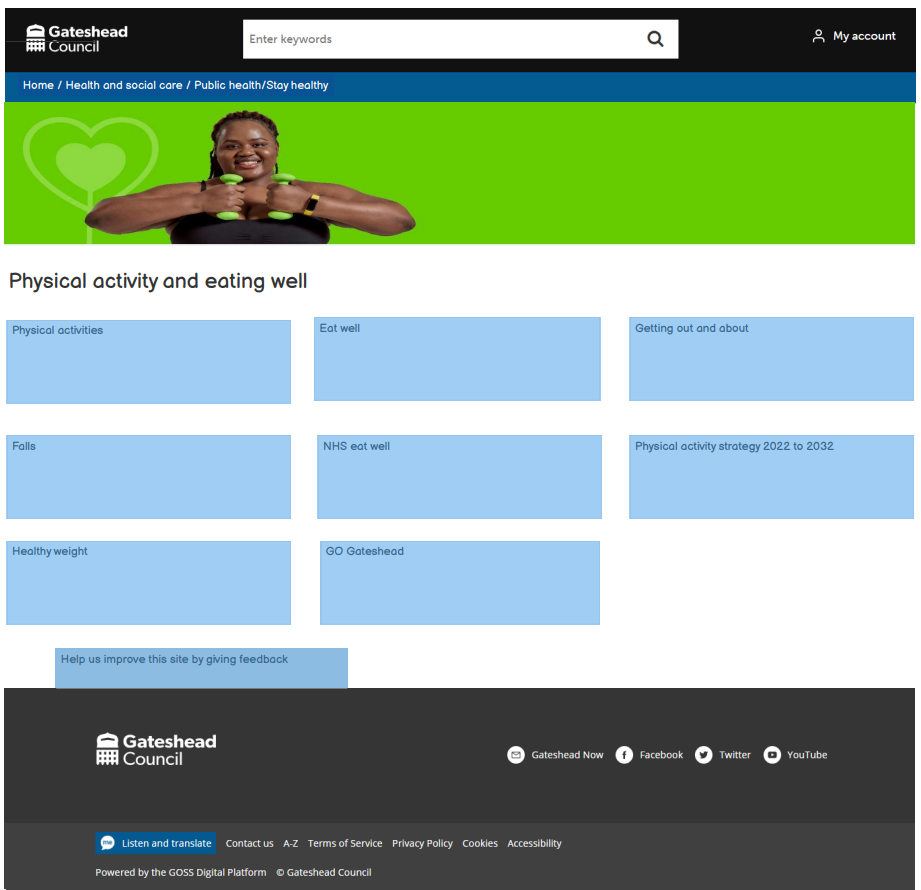 Gateshead
Council
Enter keywords
My account
Home / Health and social care / Public health/Stay healthy
Physical activity and eating well
Physical activities
Eat well
Getting out and about
Falls
NHS eat well
Physical activity strategy 2022 to 2032
Healthy weight
GO Gateshead
Help us improve this site by giving feedback
Gateshead
Council
Gateshead Now
Facebook
Twitter
YouTube
me
Listen and translate
Contact us
A-Z
Terms of Service
Privacy Policy
Cookies
Accessibility
Powered by the GOSS Digital Platform
© Gateshead Council